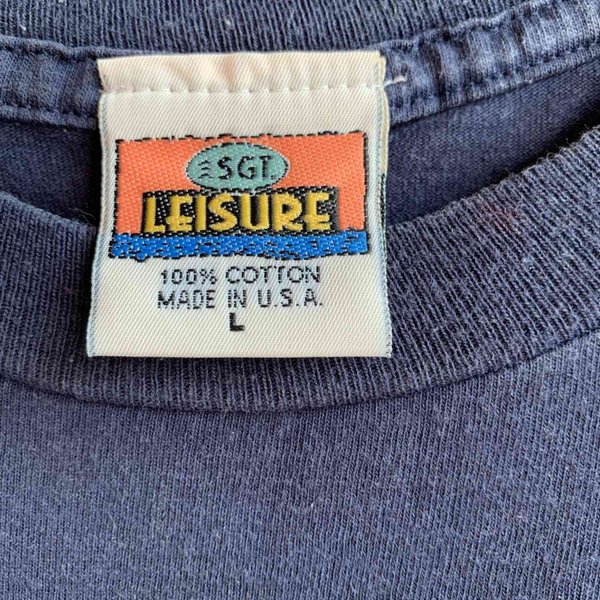 SGT.
LEISURE
100% COTTON
MADE IN U.S.A.
L